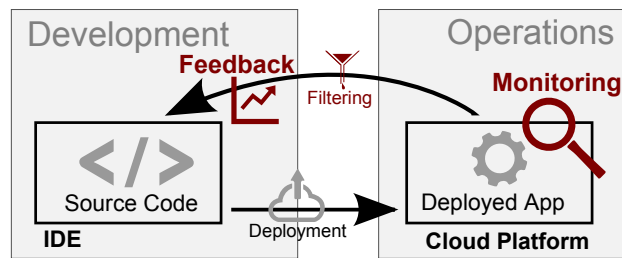 Development
Operations
Feedback
Filtering
Monitoring
</>
Source Code
Deployed App
Deployment
IDE
Cloud Platform